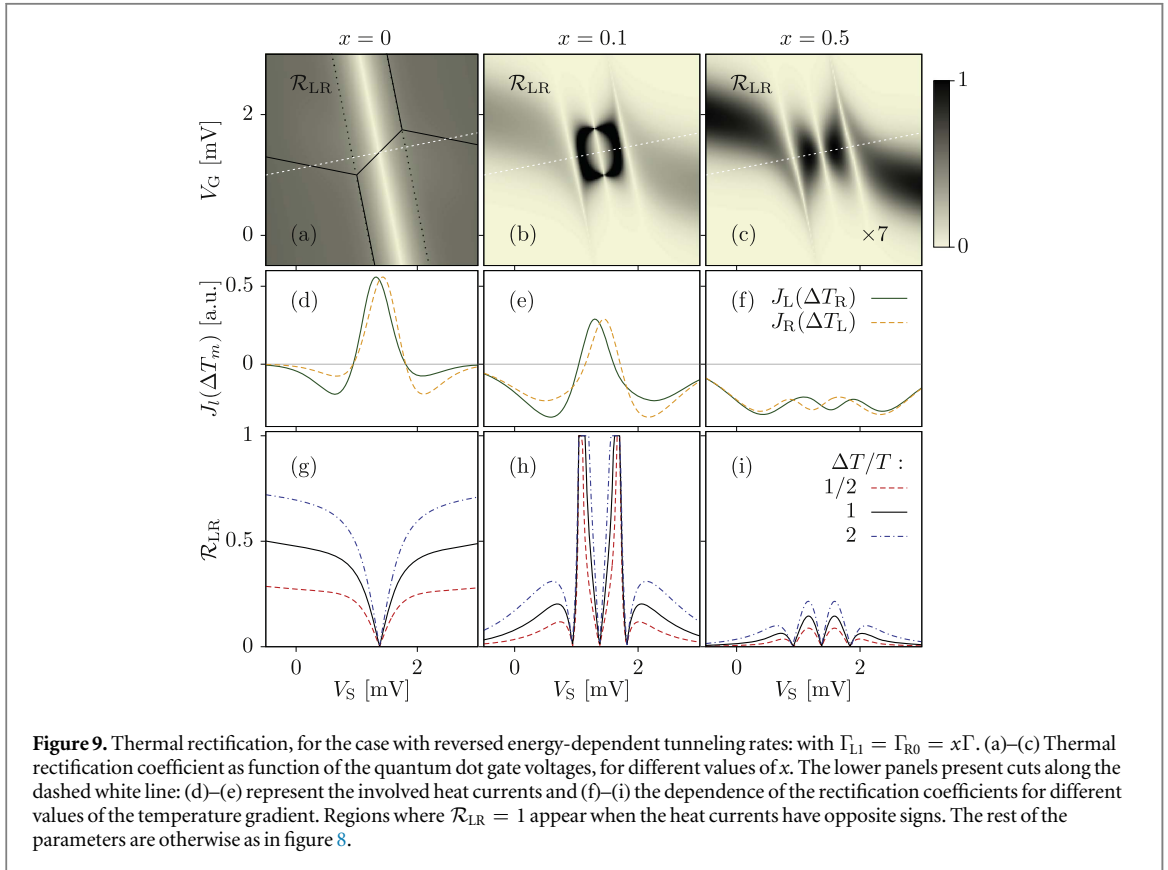 x = 0 x = 0.1 x = 0.5
R_LR R_LR R_LR 1
2
V_G [mV]
0
(a) (b) (c) ×7 0
0.5
(d) (e) (f) J_L(ΔT_R)
J_R(ΔT_L)
J_l(ΔT_m) [a.u.]
0
1
(g) (h) (i) ΔT/T :
1/2
1
2
0.5
R_LR
0
0 2 0 2 0 2
V_S [mV] V_S [mV] V_S [mV]
Figure 9. Thermal rectification, for the case with reversed energy-dependent tunneling rates: with Γ_L1 = Γ_R0 = xΓ. (a)–(c) Thermal
rectification coefficient as function of the quantum dot gate voltages, for different values of x. The lower panels present cuts along the
dashed white line: (d)–(e) represent the involved heat currents and (f)–(i) the dependence of the rectification coefficients for different
values of the temperature gradient. Regions where R_LR = 1 appear when the heat currents have opposite signs. The rest of the
parameters are otherwise as in figure 8.